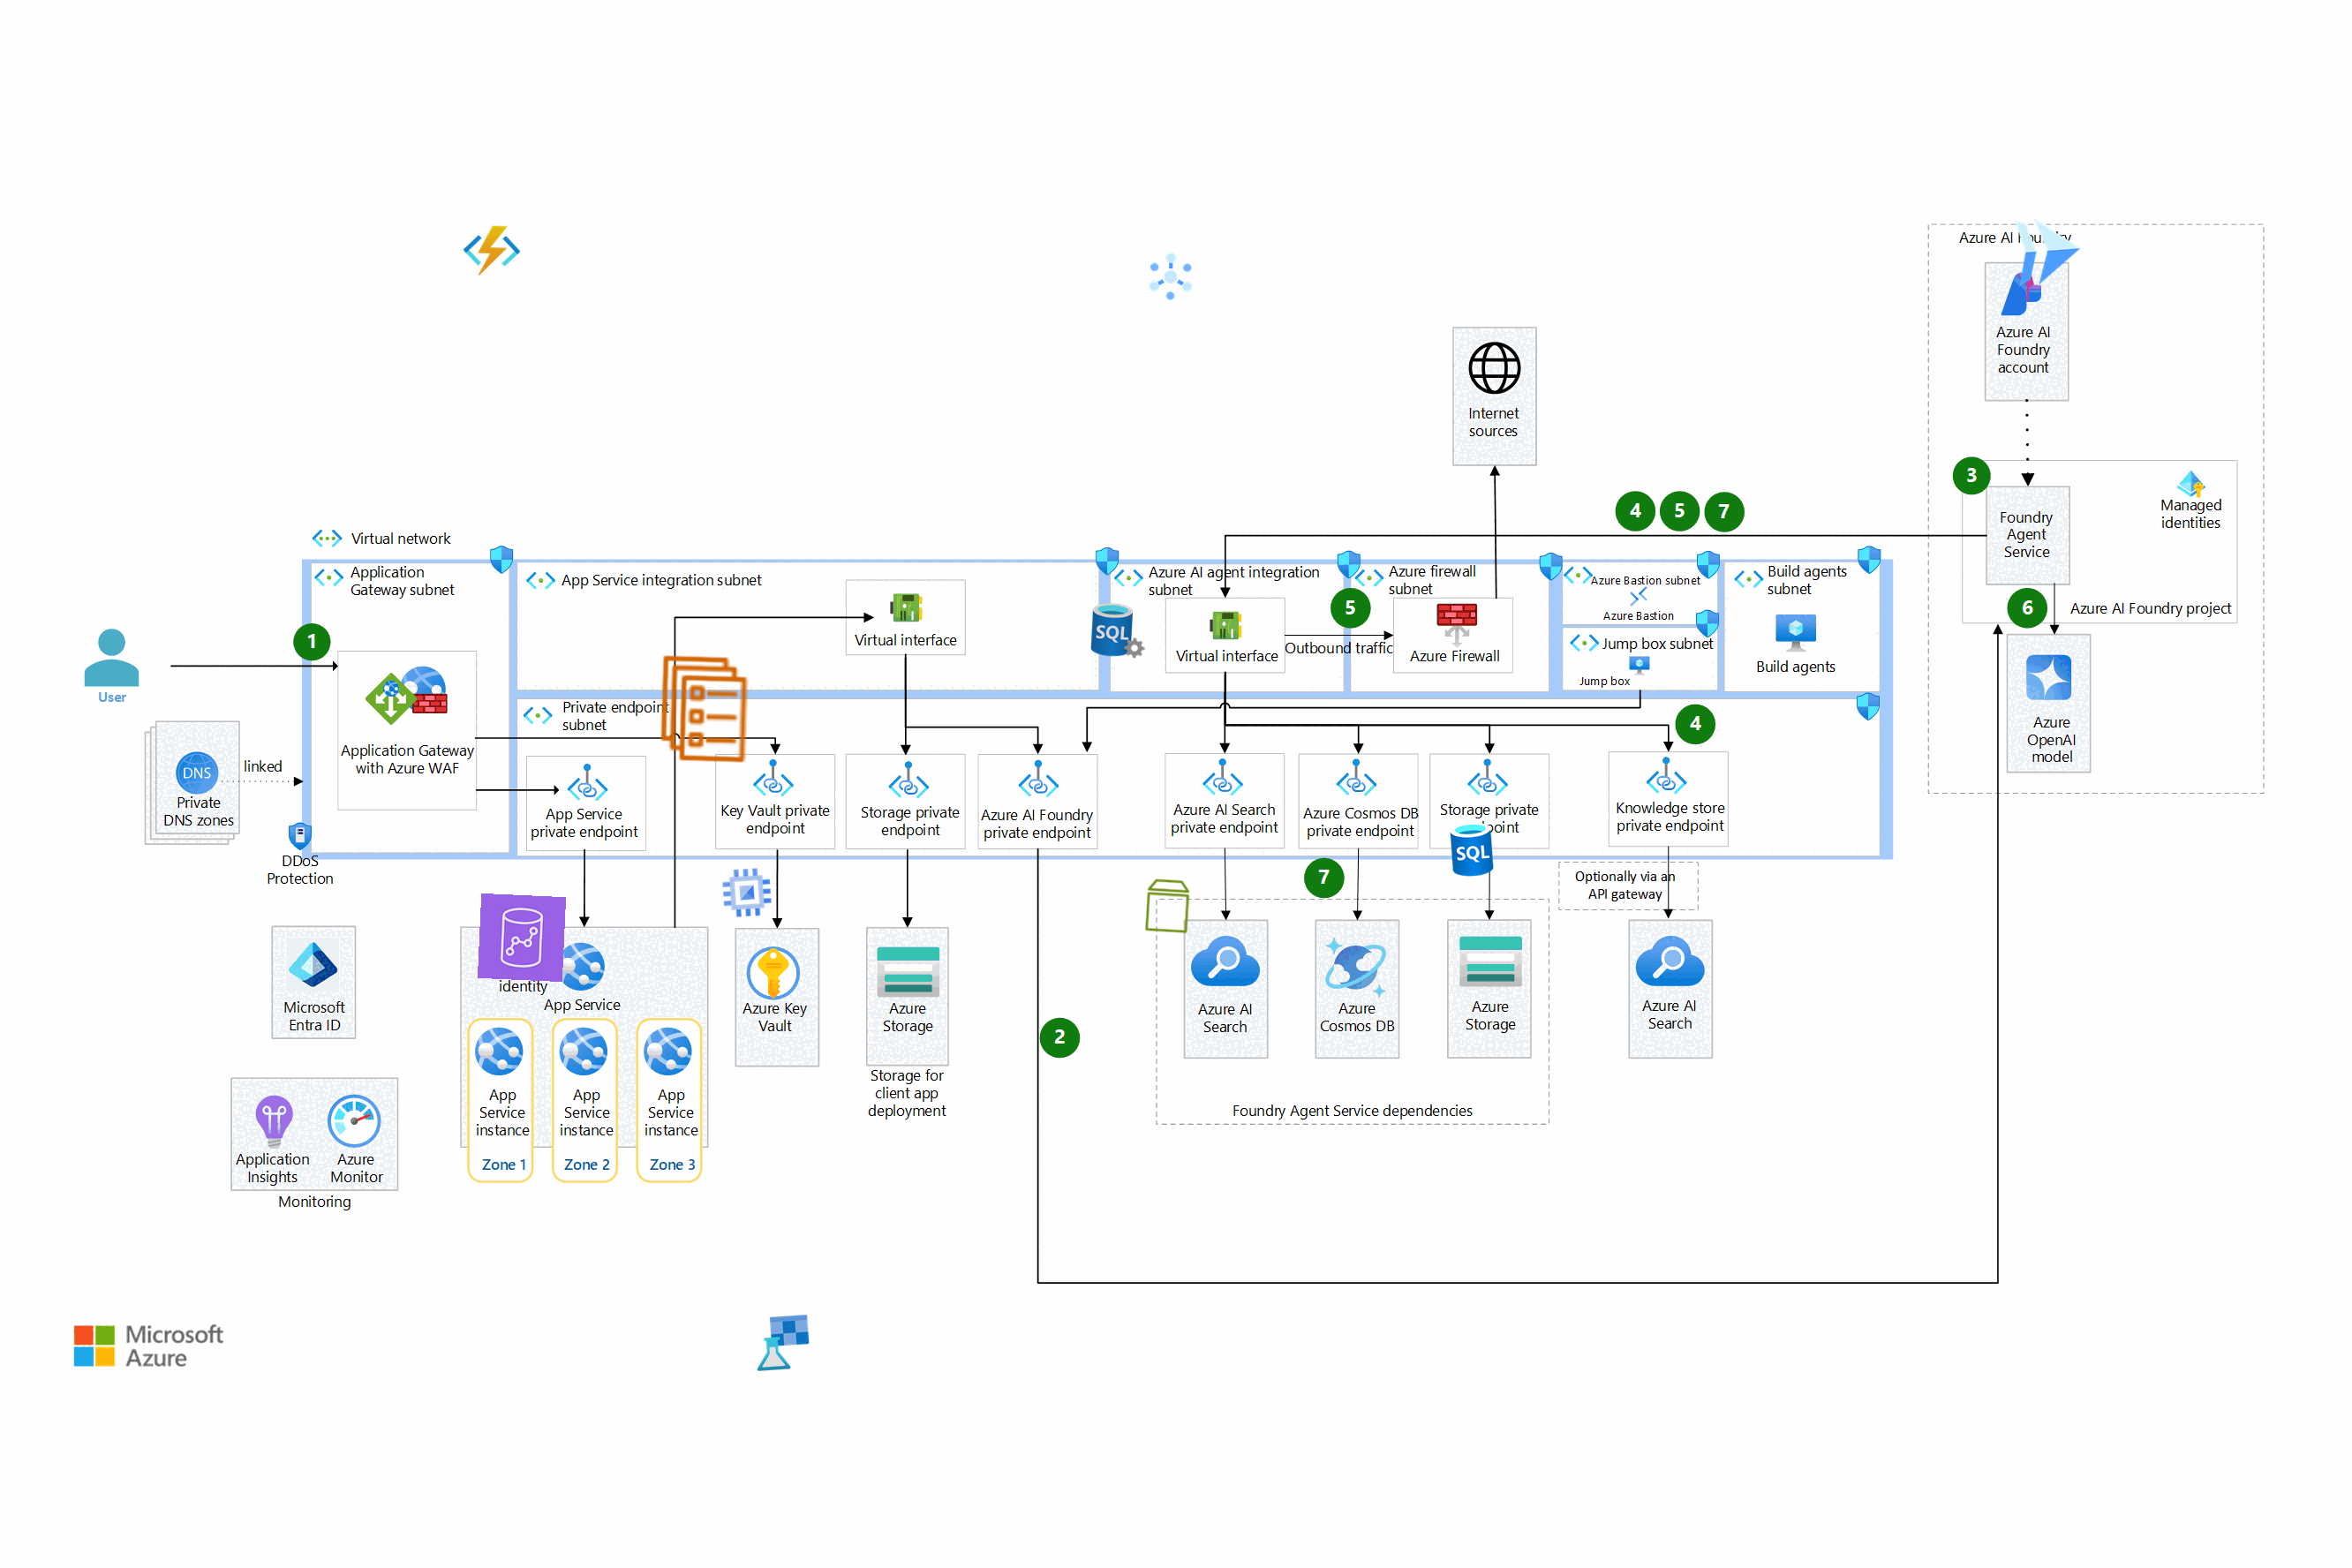 Azure AI
Azure AI
Foundry
account
Internet
sources
3
Foundry
Agent
Service
Managed
identities
4
5
7
6
Azure AI Foundry project
Azure
OpenAI
model
Virtual network
Application
Gateway subnet
App Service integration subnet
Virtual interface
SQL
Azure AI agent integration
subnet
Virtual interface
5
Outbound traffic
Azure firewall
subnet
Azure Firewall
Azure Bastion subnet
Azure Bastion
Jump box subnet
Jump box
Build agents
subnet
Build agents
1
User
Application Gateway
with Azure WAF
DNS
Private
DNS zones
linked
DDoS
Protection
Private endpoint
subnet
App Service
private endpoint
Key Vault private
endpoint
Storage private
endpoint
Azure AI Foundry
private endpoint
Azure AI Search
private endpoint
Azure Cosmos DB
private endpoint
Storage private
SQL
4
Knowledge store
private endpoint
7
Optionally via an
API gateway
Microsoft
Entra ID
identity
App Service
App
Service
instance
Zone 1
App
Service
instance
Zone 2
App
Service
instance
Zone 3
Azure Key
Vault
Azure
Storage
Storage for
client app
deployment
2
Azure AI
Search
Azure
Cosmos DB
Azure
Storage
Foundry Agent Service dependencies
Azure AI
Search
Application
Insights
Azure
Monitor
Monitoring
Microsoft
Azure